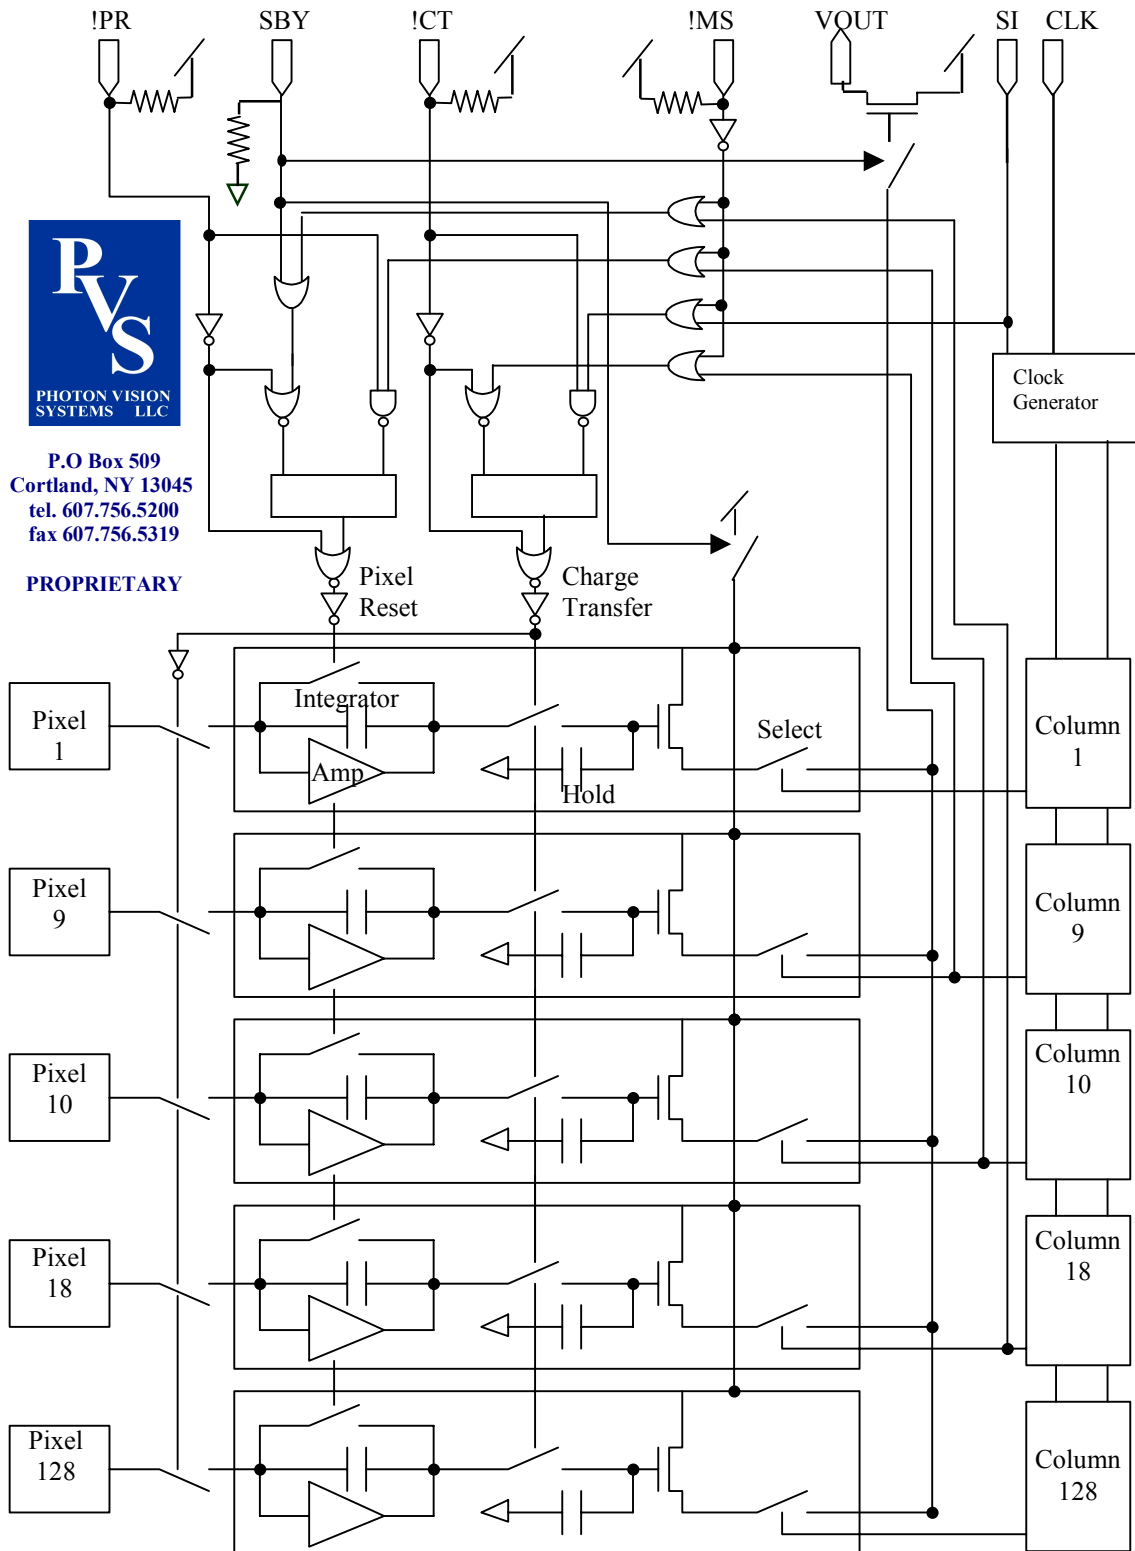 !PR SBY !CT !MS VOUT SI CLK
PVS
PHOTON VISION
SYSTEMS LLC
P.O Box 509
Cortland, NY 13045
tel. 607.756.5200
fax 607.756.5319
PROPRIETARY
Clock
Generator
Pixel
Reset
Charge
Transfer
Pixel
1
Integrator
Amp
Hold
Select
Column
1
Pixel
9
Column
9
Pixel
10
Column
10
Pixel
18
Column
18
Pixel
128
Column
128